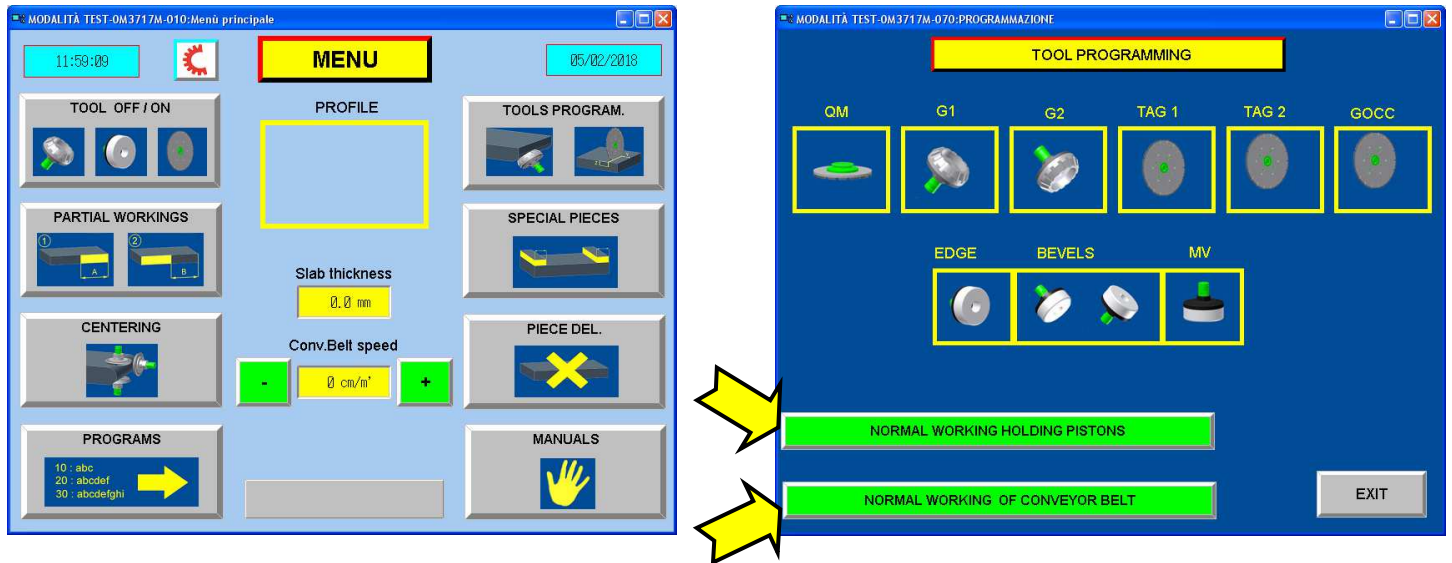 MODALITÀ TEST-0M3717M-010:Menù principale
11:59:09
MENU
05/02/2018
TOOL OFF / ON
PROFILE
TOOLS PROGRAM.
PARTIAL WORKINGS
1
2
A
B
SPECIAL PIECES
Slab thickness
0.0 mm
CENTERING
Conv.Belt speed
-
0 cm/m'
+
PIECE DEL.
PROGRAMS
10 : abc
20 : abcdef
30 : abcdefghi
MANUALS
MODALITÀ TEST-0M3717M-070:PROGRAMMAZIONE
TOOL PROGRAMMING
QM G1 G2 TAG 1 TAG 2 GOCC
EDGE BEVELS MV
NORMAL WORKING HOLDING PISTONS
NORMAL WORKING OF CONVEYOR BELT
EXIT